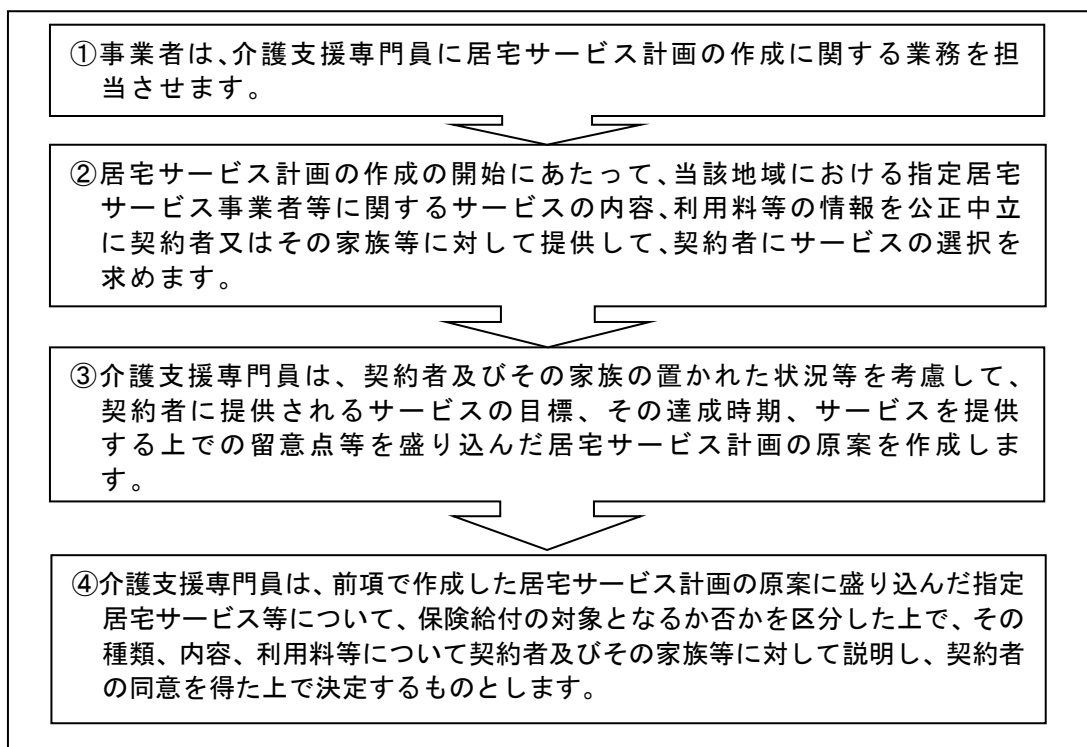 ①事業者は、介護支援専門員に居宅サービス計画の作成に関する業務を担
当させます。
②居宅サービス計画の作成の開始にあたって、当該地域における指定居宅
サービス事業者等に関するサービスの内容、利用料等の情報を公正中立
に契約者又はその家族等に対して提供して、契約者にサービスの選択を
求めます。
③介護支援専門員は、契約者及びその家族の置かれた状況等を考慮して、
契約者に提供されるサービスの目標、その達成時期、サービスを提供
する上での留意点等を盛り込んだ居宅サービス計画の原案を作成しま
す。
④介護支援専門員は、前項で作成した居宅サービス計画の原案に盛り込んだ指定
居宅サービス等について、保険給付の対象となるか否かを区分した上で、その
種類、内容、利用料等について契約者及びその家族等に対して説明し、契約者
の同意を得た上で決定するものとします。